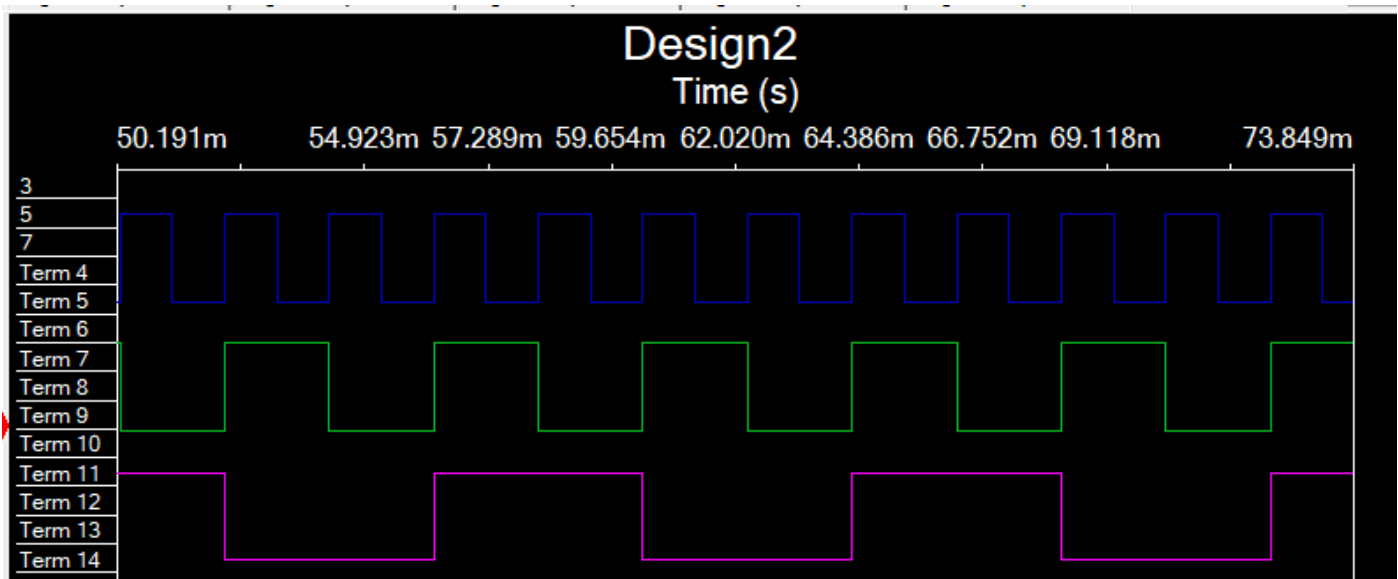 Design2
Time (s)
50.191m 54.923m 57.289m 59.654m 62.020m 64.386m 66.752m 69.118m 73.849m
3
5
7
Term 4
Term 5
Term 6
Term 7
Term 8
Term 9
Term 10
Term 11
Term 12
Term 13
Term 14